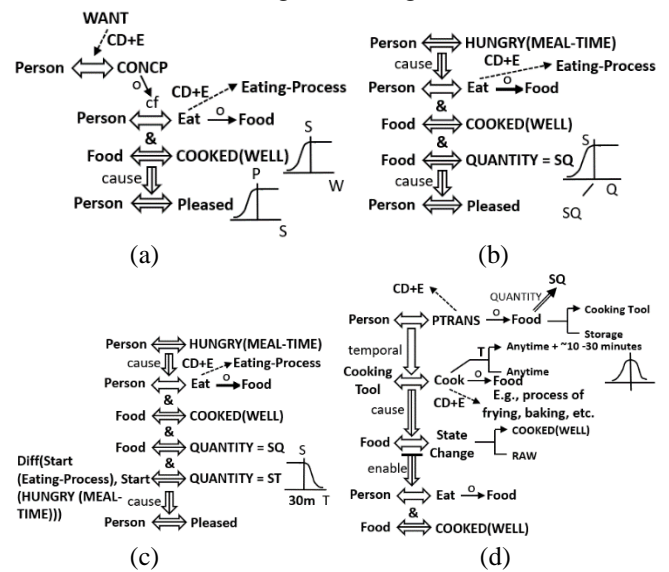 WANT
CD+E
Person CONCP
o
cf CD+E Eating-Process
Person Eat o Food
&
Food COOKED(WELL)
S
W
cause
P
Person Pleased
S
(a)
Person HUNGRY(MEAL-TIME)
cause CD+E Eating-Process
Person Eat o Food
&
Food COOKED(WELL)
&
S
Food QUANTITY = SQ
Q
cause
SQ
Person Pleased
(b)
Person HUNGRY(MEAL-TIME)
cause CD+E Eating-Process
Person Eat o Food
&
Food COOKED(WELL)
&
Food QUANTITY = SQ
&
S
Diff(Start
(Eating-Process), Start QUANTITY = ST
(HUNGRY (MEAL-
TIME)))
30m T
cause
Person Pleased
(c)
SQ
CD+E
QUANTITY
Person PTRANS o Food
Cooking Tool
Storage
temporal
T Anytime + ~10 -30 minutes
Anytime
Cooking
Tool
Cook o Food
CD+E
E.g., process of
frying, baking, etc.
cause
Food State
Change
COOKED(WELL)
RAW
enable
Person Eat o Food
&
Food COOKED(WELL)
(d)